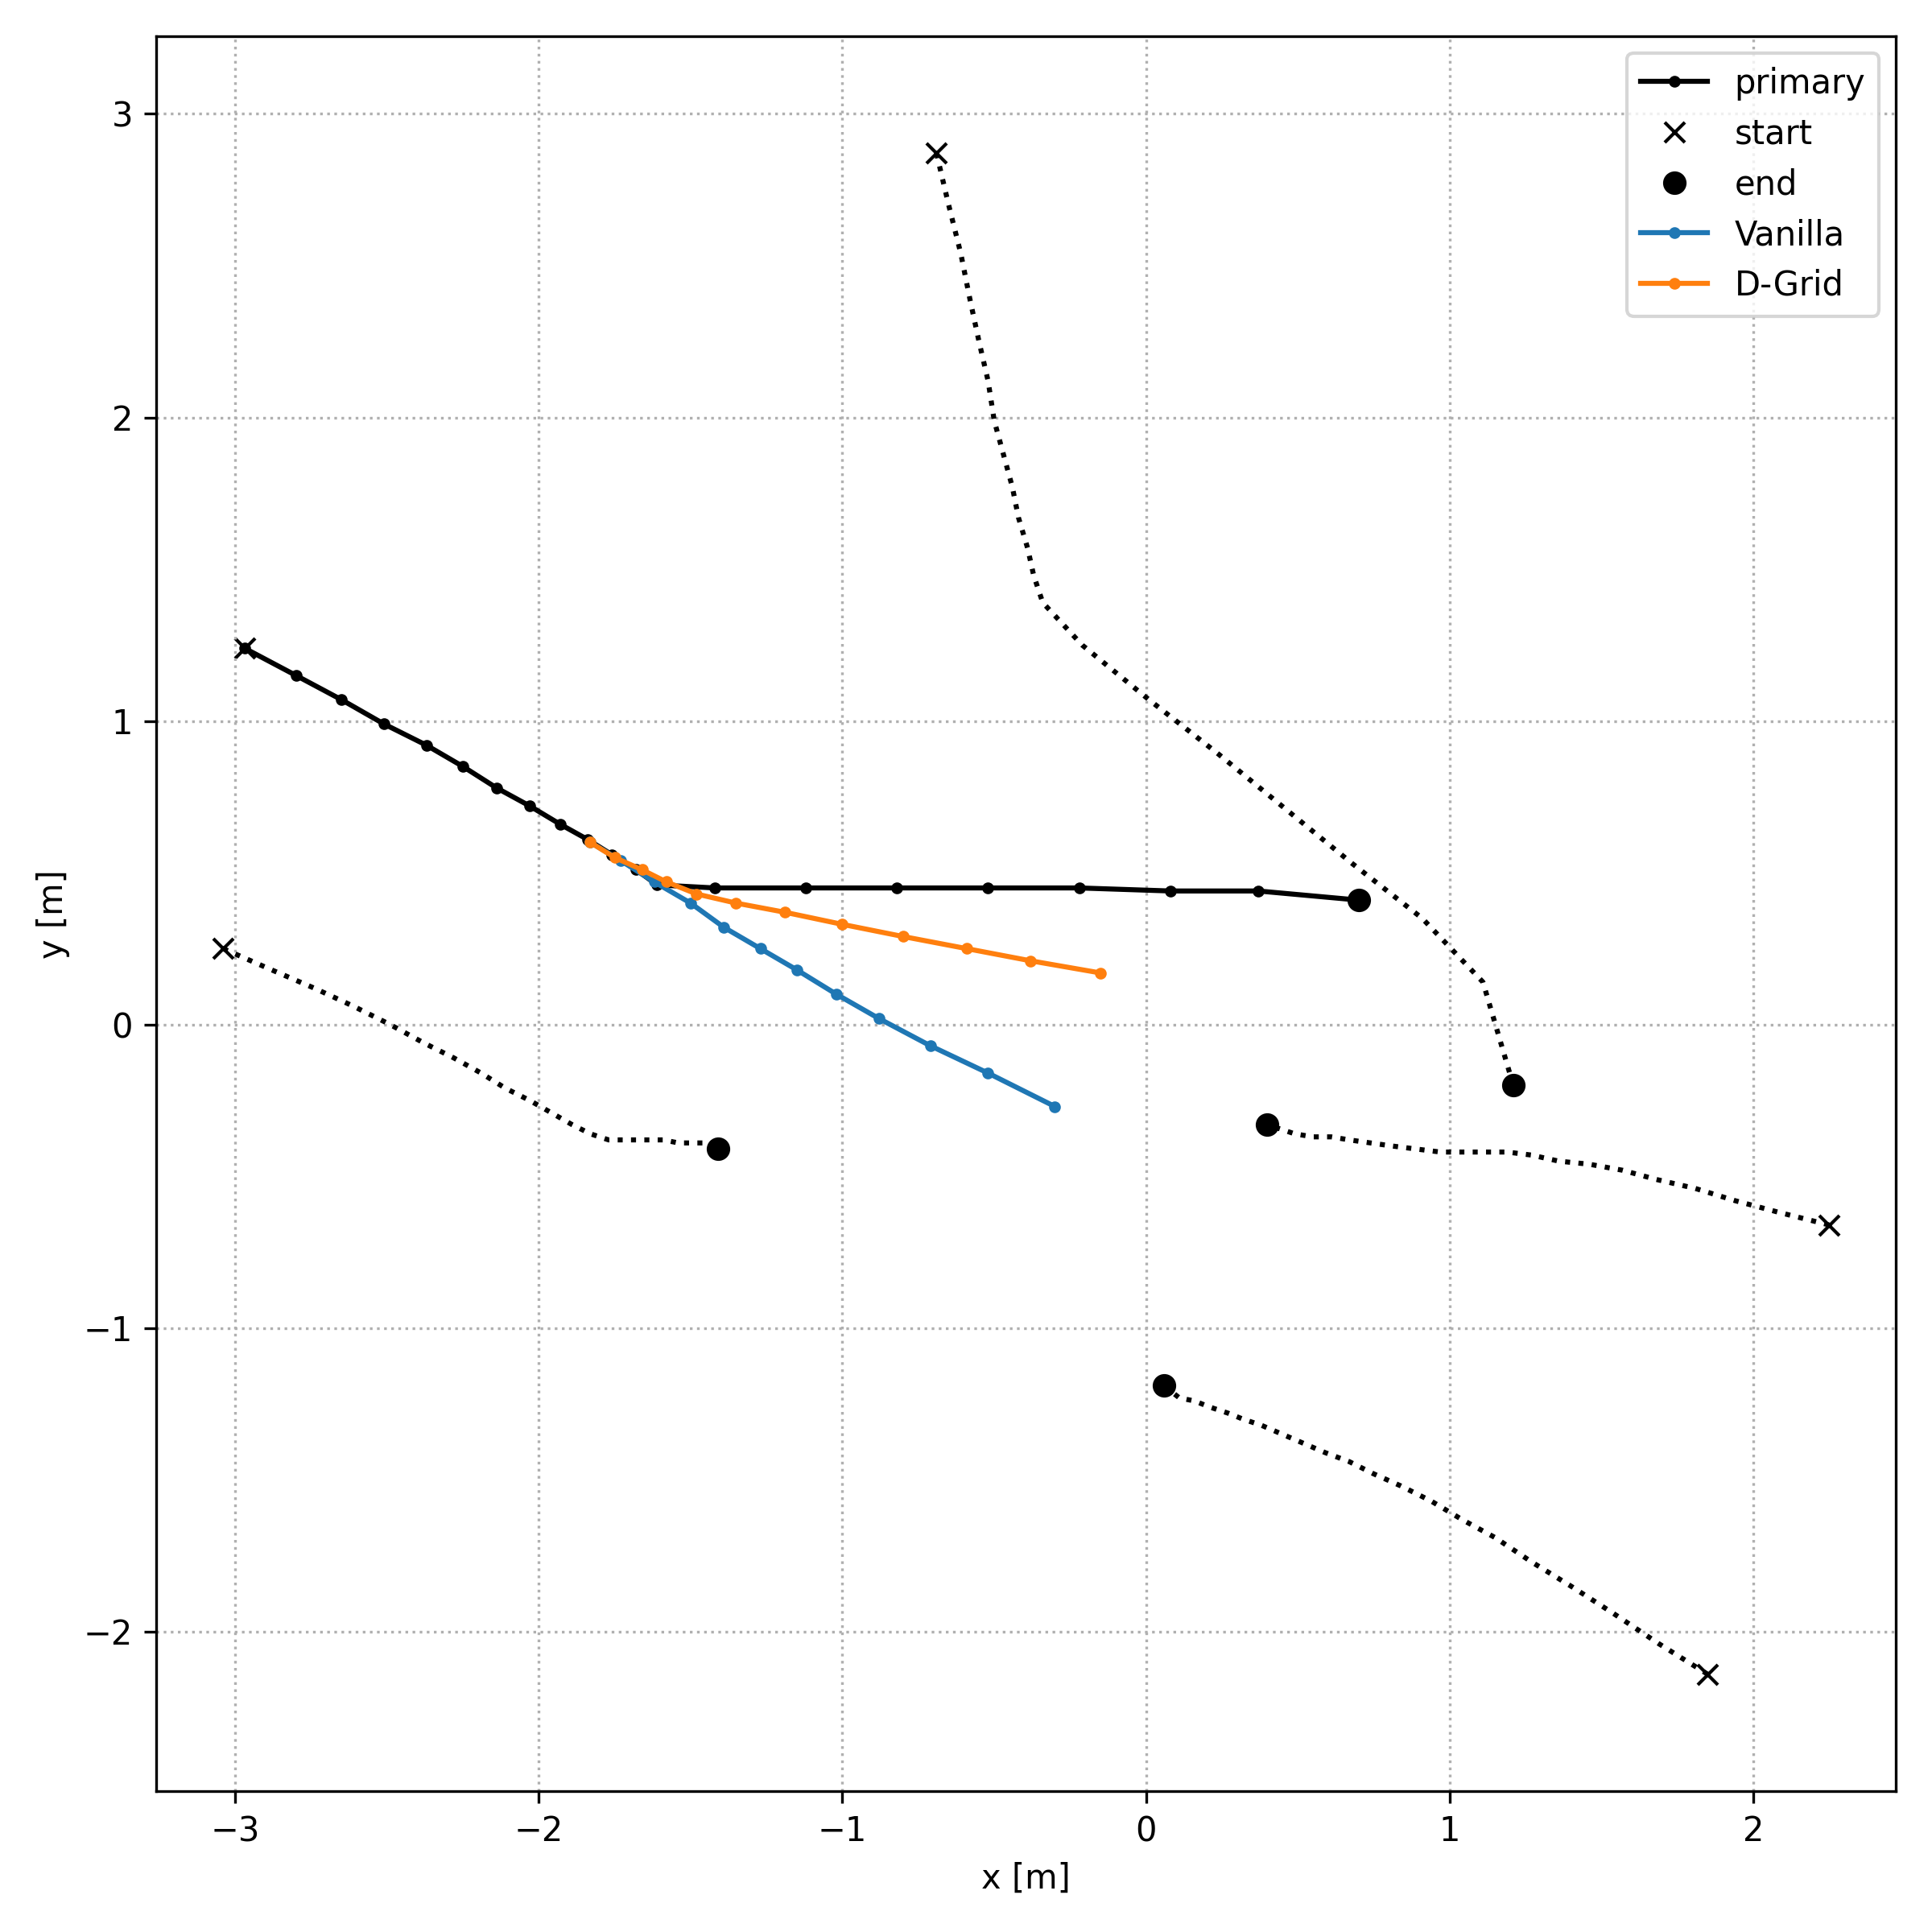 primary
start
end
Vanilla
D-Grid
3
2
1
0
−1
−2
y [m]
−3 −2 −1 0 1 2
x [m]